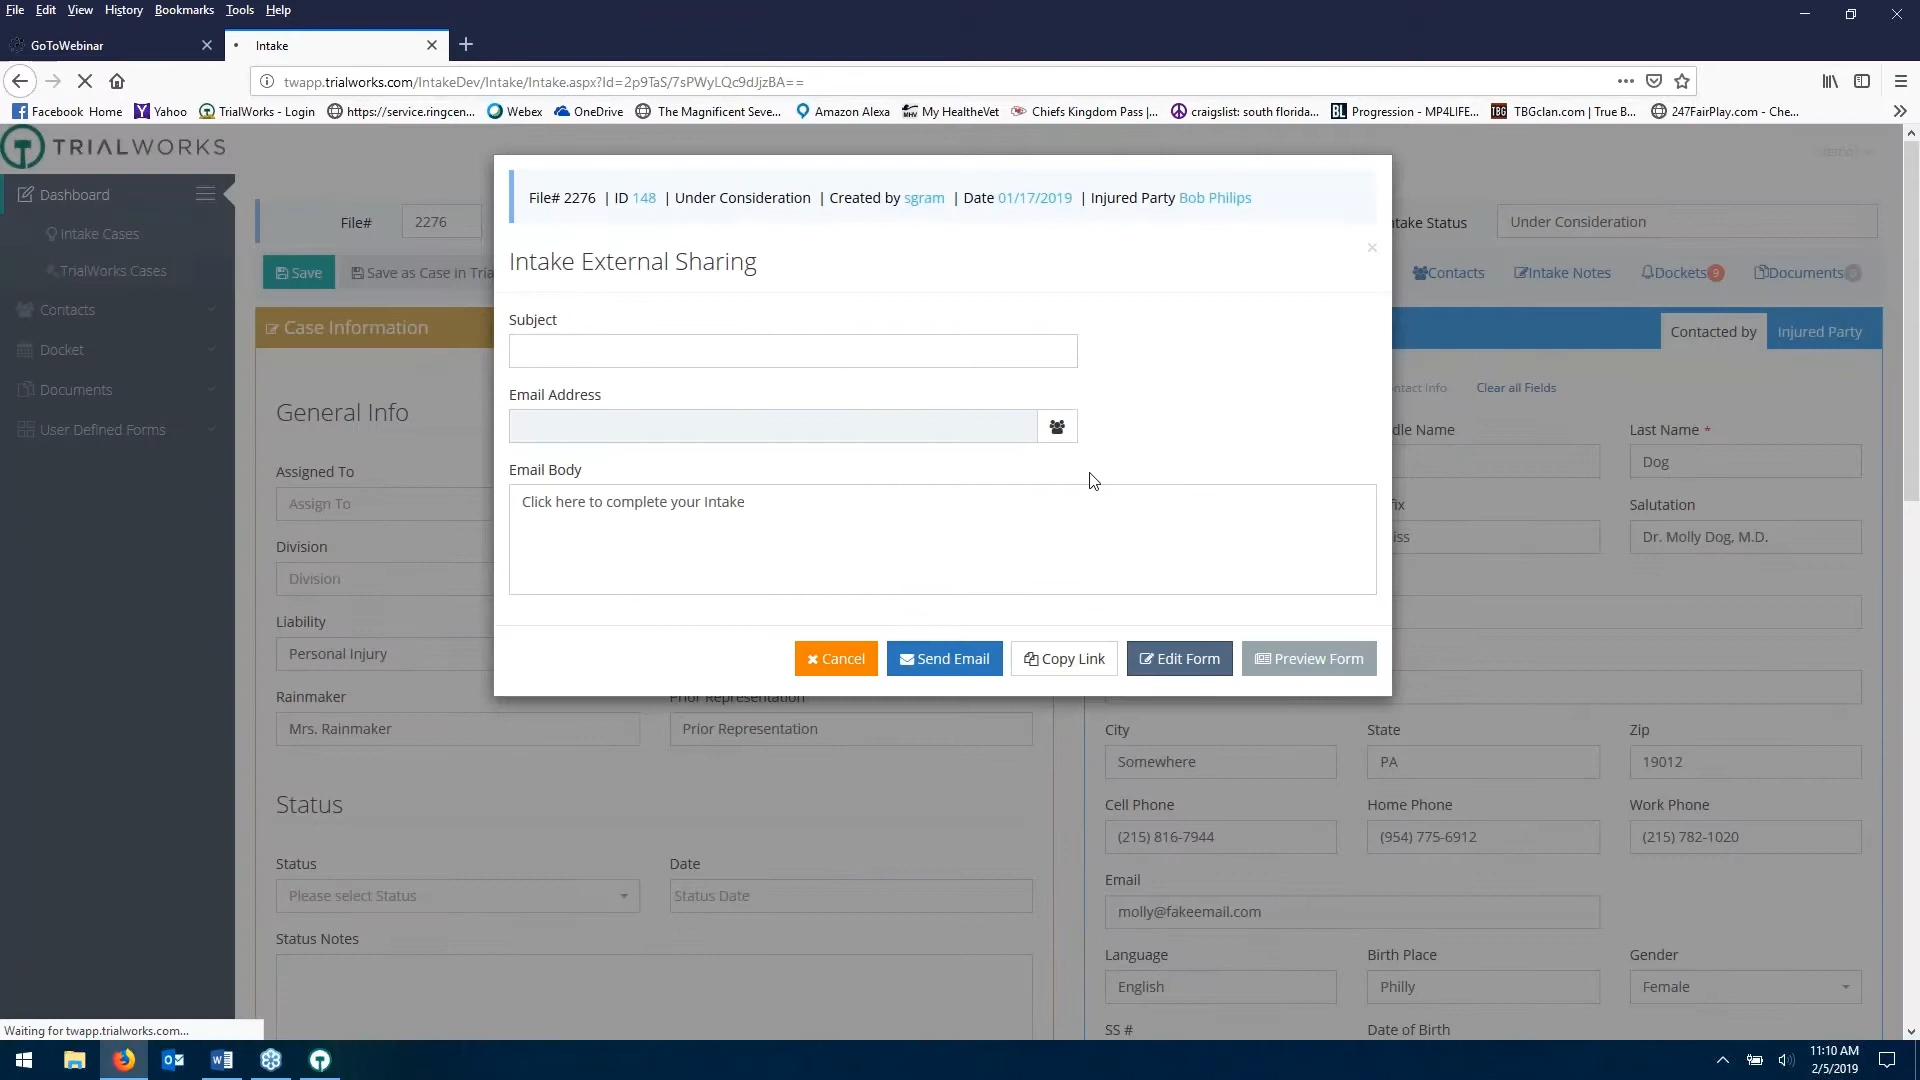 File Edit View History Bookmarks Tools Help
GoToWebinar
Intake
twapp.trialworks.com/IntakeDev/Intake/Intake.aspx?Id=2p9TaS/7sPWyLQc9dJjzBA==
Facebook Home Yahoo TrialWorks - Login https://service.ringcen... Webex OneDrive The Magnificent Seve... Amazon Alexa My HealtheVet Chiefs Kingdom Pass |... craigslist: south florida... Progression - MP4LIFE... TBGclan.com | True B... 247FairPlay.com - Che...
TRIALWORKS
Dashboard
Intake Cases
TrialWorks Cases
Contacts
Docket
Documents
User Defined Forms
File# 2276
ntake Status Under Consideration
Save Save as Case in Tria
Contacts Intake Notes Dockets 9 Documents 0
Case Information
Contacted by Injured Party
File# 2276 | ID 148 | Under Consideration | Created by sgram | Date 01/17/2019 | Injured Party Bob Philips
Intake External Sharing
Subject
Email Address
Email Body
Click here to complete your Intake
Cancel Send Email Copy Link Edit Form Preview Form
General Info
Assigned To
Assign To
Division
Division
Liability
Personal Injury
Rainmaker Prior Representation
Mrs. Rainmaker Prior Representation
Status
Status Date
Please select Status Status Date
Status Notes
ntact Info Clear all Fields
dle Name Last Name *
Dog
fix Salutation
iss Dr. Molly Dog, M.D.
City State Zip
Somewhere PA 19012
Cell Phone Home Phone Work Phone
(215) 816-7944 (954) 775-6912 (215) 782-1020
Email
molly@fakeemail.com
Language Birth Place Gender
English Philly Female
SS # Date of Birth
Waiting for twapp.trialworks.com...
11:10 AM
2/5/2019